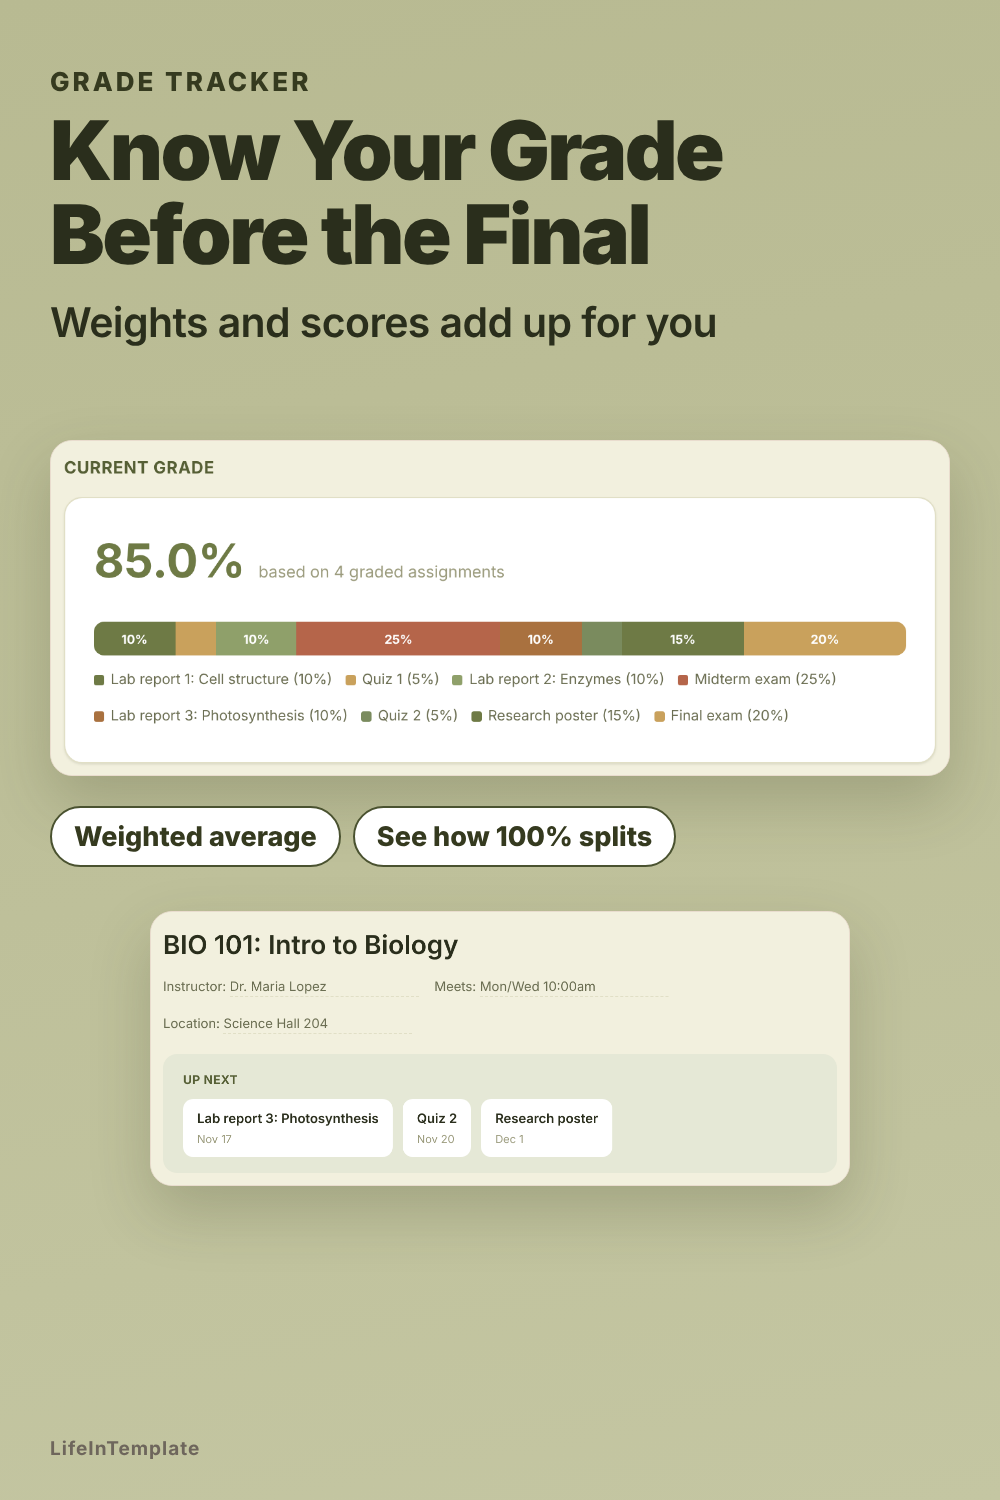 GRADE TRACKER
Know Your Grade
Before the Final
Weights and scores add up for you
CURRENT GRADE
85.0% based on 4 graded assignments
10% 10% 25% 10% 15% 20%
Lab report 1: Cell structure (10%) Quiz 1 (5%) Lab report 2: Enzymes (10%) Midterm exam (25%)
Lab report 3: Photosynthesis (10%) Quiz 2 (5%) Research poster (15%) Final exam (20%)
Weighted average See how 100% splits
BIO 101: Intro to Biology
Instructor: Dr. Maria Lopez Meets: Mon/Wed 10:00am
Location: Science Hall 204
UP NEXT
Lab report 3: Photosynthesis Quiz 2 Research poster
Nov 17 Nov 20 Dec 1
LifeInTemplate